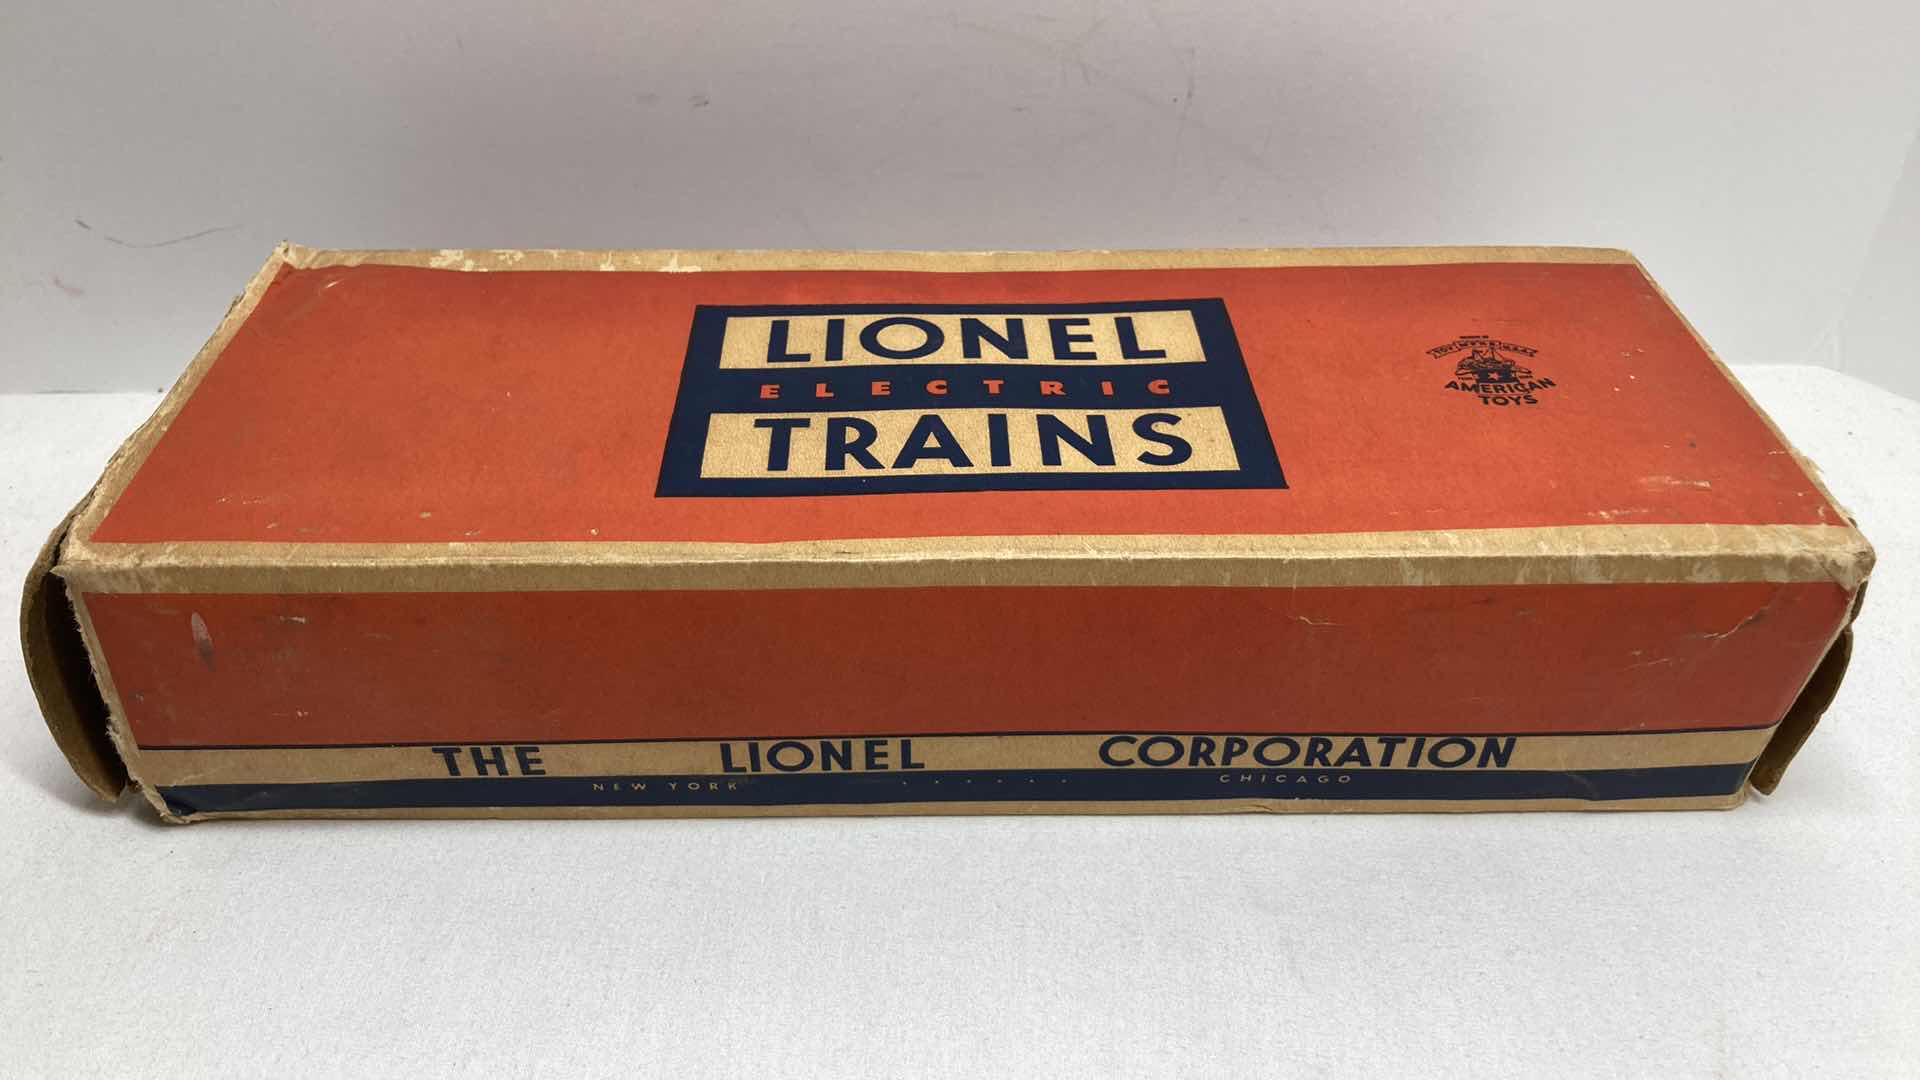 LIONEL
ELECTRIC
TRAINS
AMERICAN
TOYS
THE LIONEL CORPORATION
NEW YORK · · · · · · CHICAGO